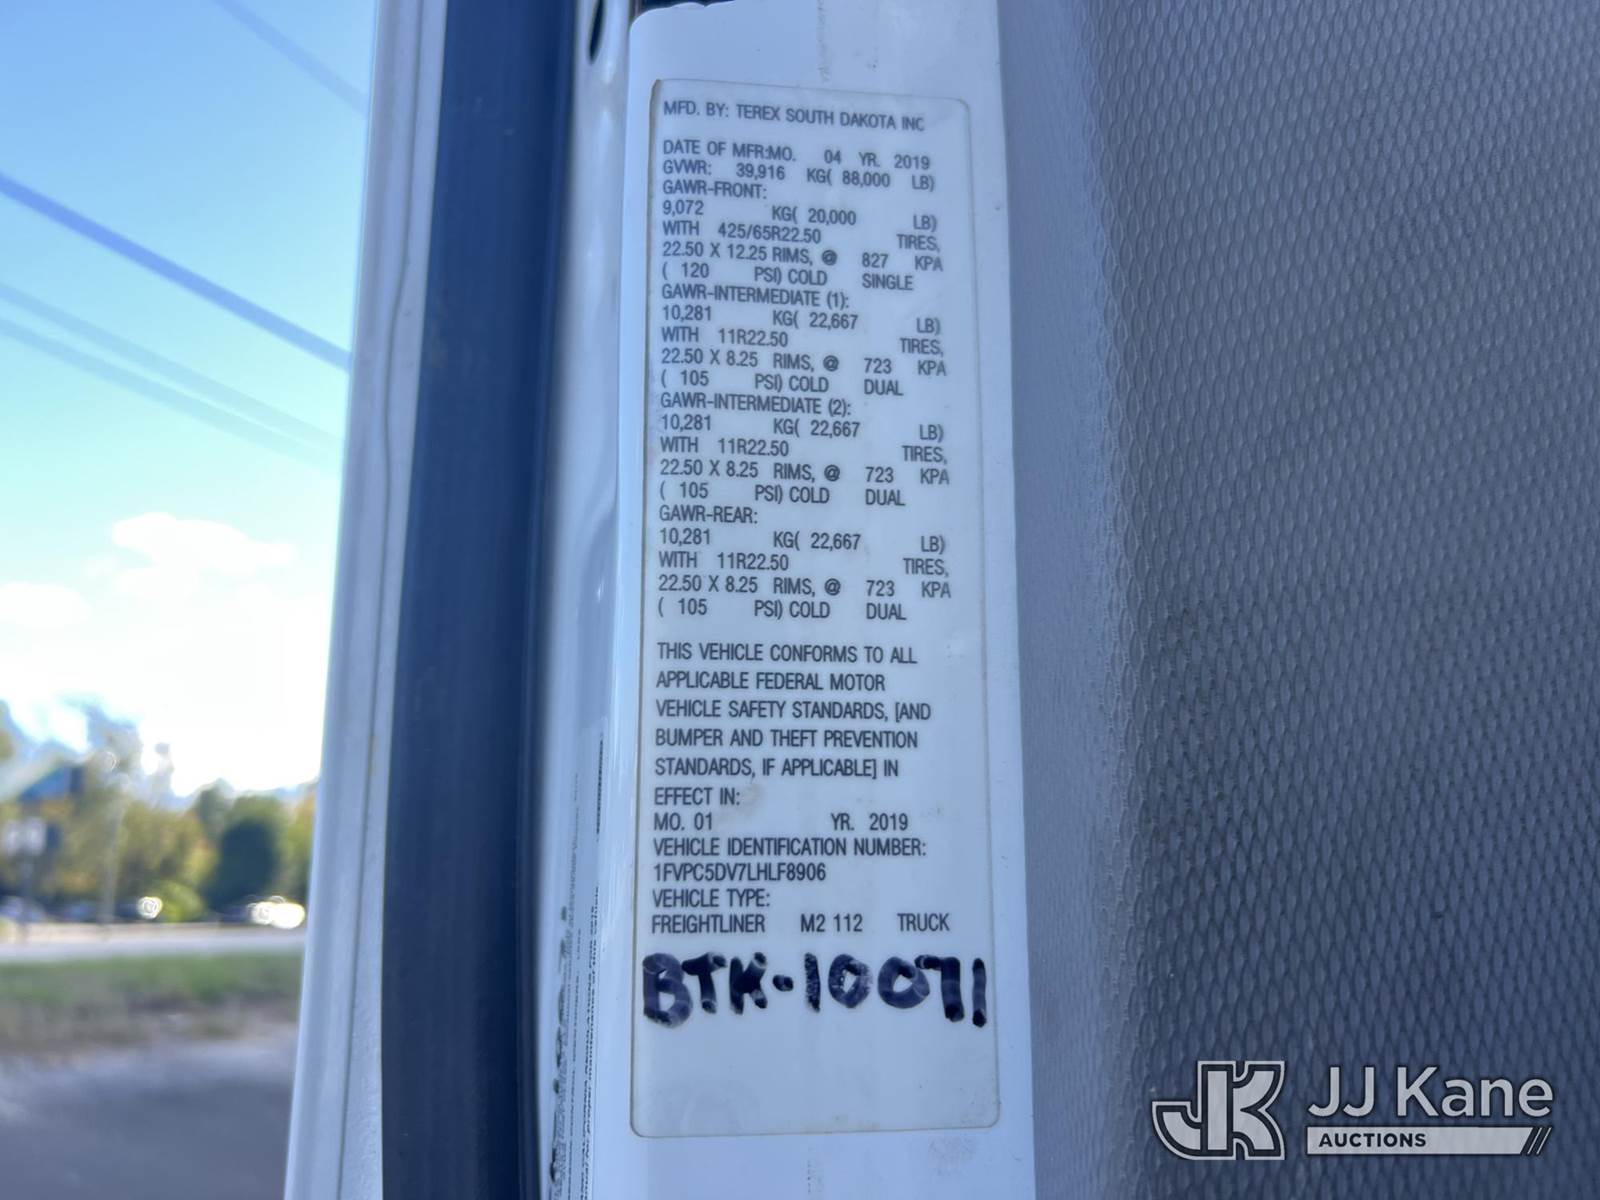 MFD. BY: TEREX SOUTH DAKOTA INC
DATE OF MFR:MO. 04 YR. 2019
GVWR: 39,916 KG( 88,000 LB)
GAWR-FRONT:
9,072 KG( 20,000 LB)
WITH 425/65R22.50 TIRES,
22.50 X 12.25 RIMS, @ 827 KPA
( 120 PSI) COLD SINGLE
GAWR-INTERMEDIATE (1):
10,281 KG( 22,667 LB)
WITH 11R22.50 TIRES,
22.50 X 8.25 RIMS, @ 723 KPA
( 105 PSI) COLD DUAL
GAWR-INTERMEDIATE (2):
10,281 KG( 22,667 LB)
WITH 11R22.50 TIRES,
22.50 X 8.25 RIMS, @ 723 KPA
( 105 PSI) COLD DUAL
GAWR-REAR:
10,281 KG( 22,667 LB)
WITH 11R22.50 TIRES,
22.50 X 8.25 RIMS, @ 723 KPA
( 105 PSI) COLD DUAL
THIS VEHICLE CONFORMS TO ALL
APPLICABLE FEDERAL MOTOR
VEHICLE SAFETY STANDARDS, [AND
BUMPER AND THEFT PREVENTION
STANDARDS, IF APPLICABLE] IN
EFFECT IN:
MO. 01 YR. 2019
VEHICLE IDENTIFICATION NUMBER:
1FVPC5DV7LHLF8906
VEHICLE TYPE:
FREIGHTLINER M2 112 TRUCK
BTK-10071
JK JJ Kane
AUCTIONS